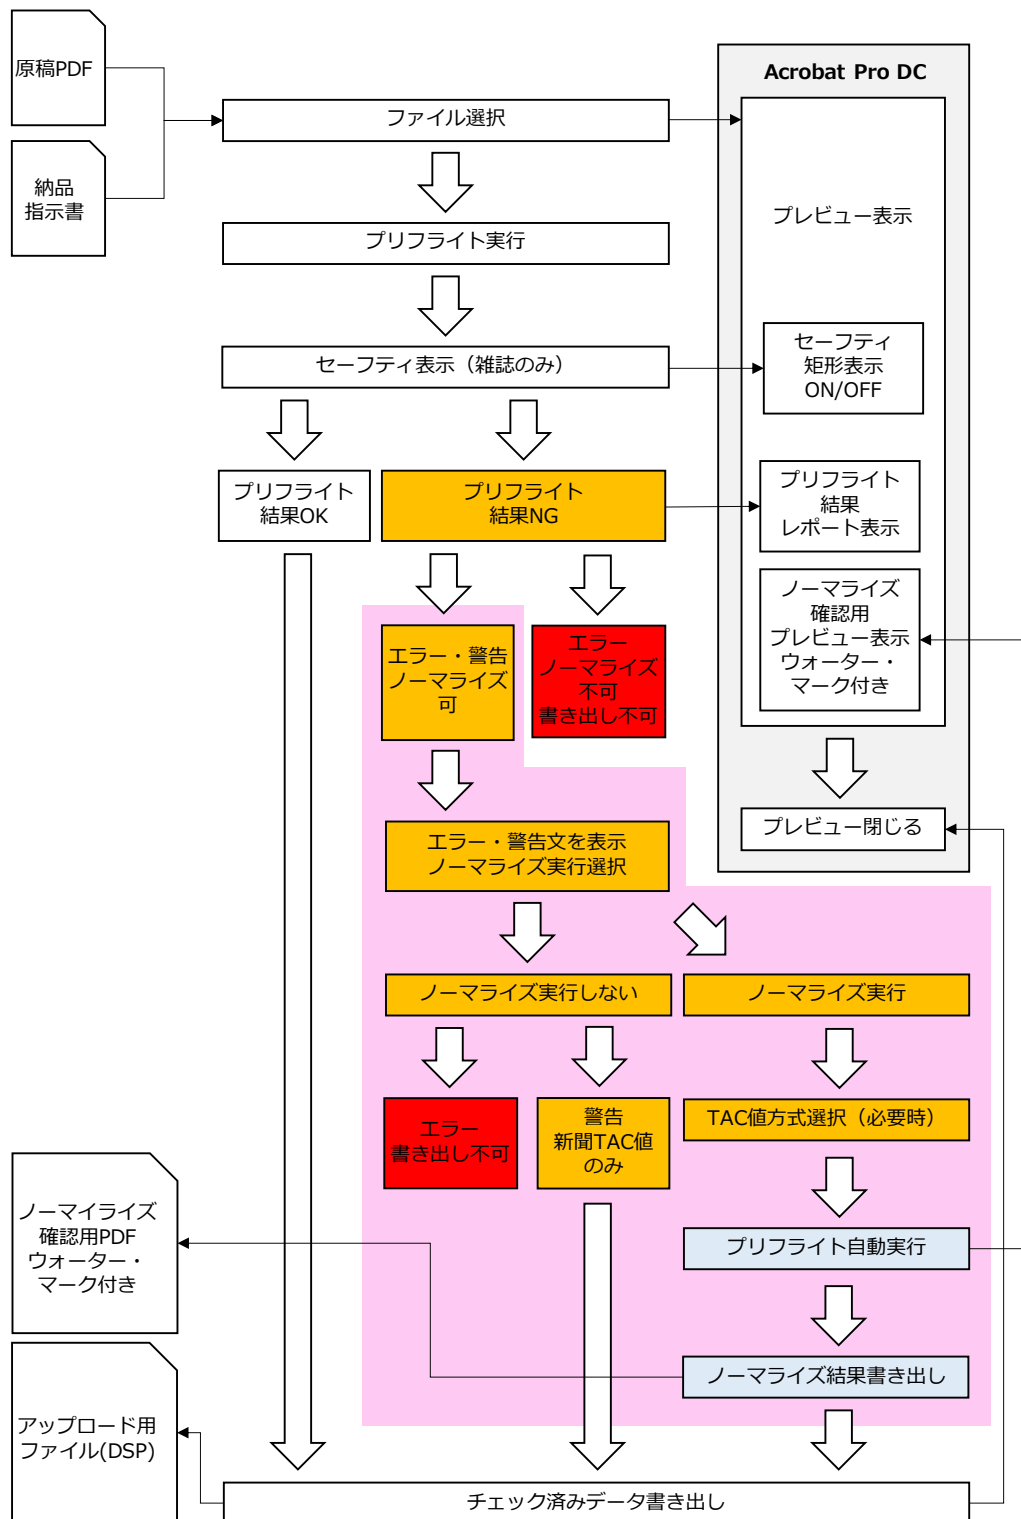 原稿PDF
納品
指示書
ファイル選択
プリフライト実行
セーフティ表示（雑誌のみ）
プリフライト
結果OK
プリフライト
結果NG
エラー・警告
ノーマライズ
可
エラー
ノーマライズ
不可
書き出し不可
エラー・警告文を表示
ノーマライズ実行選択
ノーマライズ実行しない
ノーマライズ実行
エラー
書き出し不可
警告
新聞TAC値
のみ
TAC値方式選択（必要時）
プリフライト自動実行
ノーマライズ結果書き出し
チェック済みデータ書き出し
Acrobat Pro DC
プレビュー表示
セーフティ
矩形表示
ON/OFF
プリフライト
結果
レポート表示
ノーマライズ
確認用
プレビュー表示
ウォーター・
マーク付き
プレビュー閉じる
ノーマイライズ
確認用PDF
ウォーター・
マーク付き
アップロード用
ファイル(DSP)